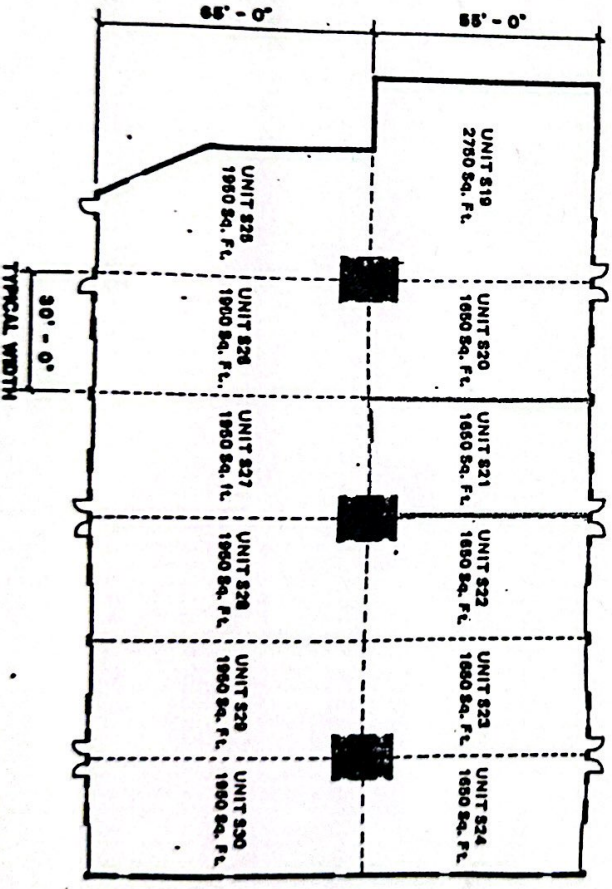 55' - 0"
65' - 0"
UNIT S19
2750 Sq. Ft.
UNIT S20
1650 Sq. Ft.
UNIT S21
1650 Sq. Ft.
UNIT S22
1650 Sq. Ft.
UNIT S23
1650 Sq. Ft.
UNIT S24
1650 Sq. Ft.
UNIT S25
1950 Sq. Ft.
UNIT S26
1950 Sq. Ft.
UNIT S27
1950 Sq. ft.
UNIT S28
1950 Sq. Ft.
UNIT S29
1950 Sq. Ft.
UNIT S30
1950 Sq. Ft.
30' - 0"
TYPICAL WIDTH